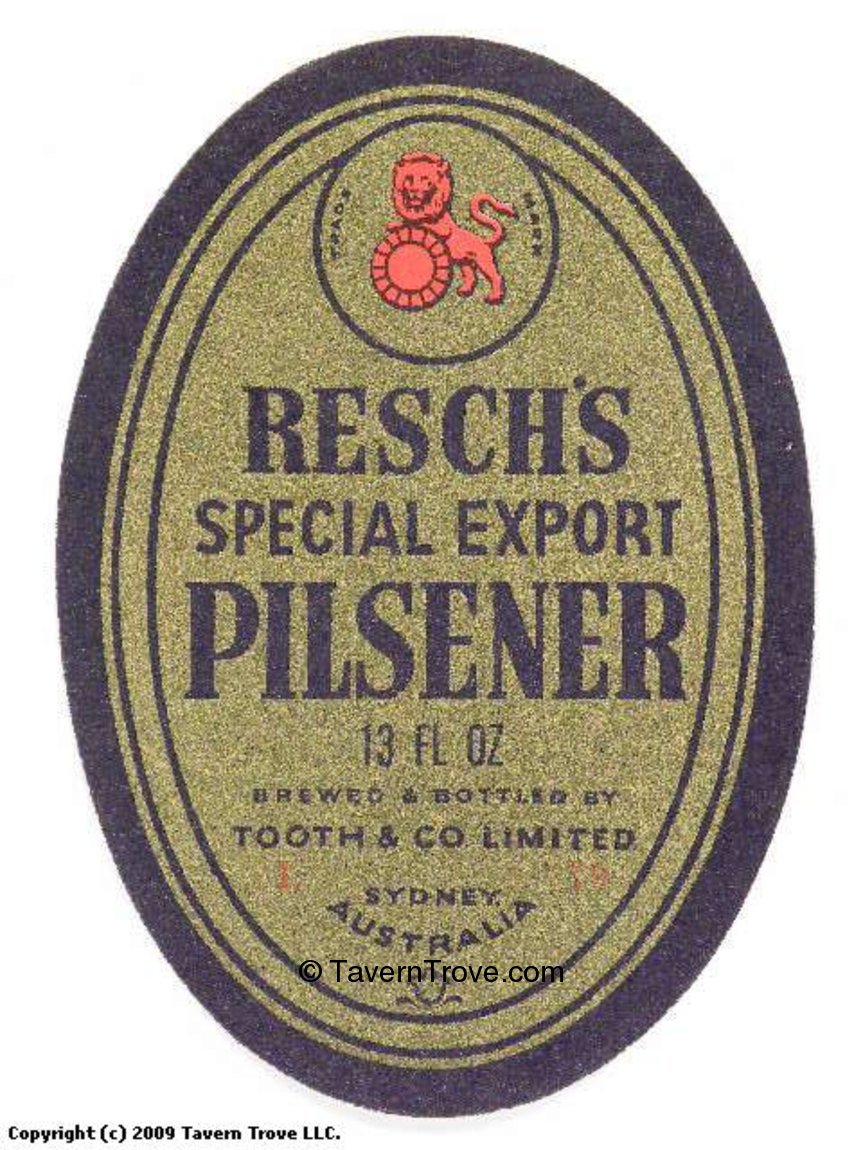 TRADE MARK
RESCH'S
SPECIAL EXPORT
PILSENER
13 FL OZ
BREWED & BOTTLED BY
TOOTH & CO. LIMITED
SYDNEY.
AUSTRALIA
© TavernTrove.com
Copyright (c) 2009 Tavern Trove LLC.